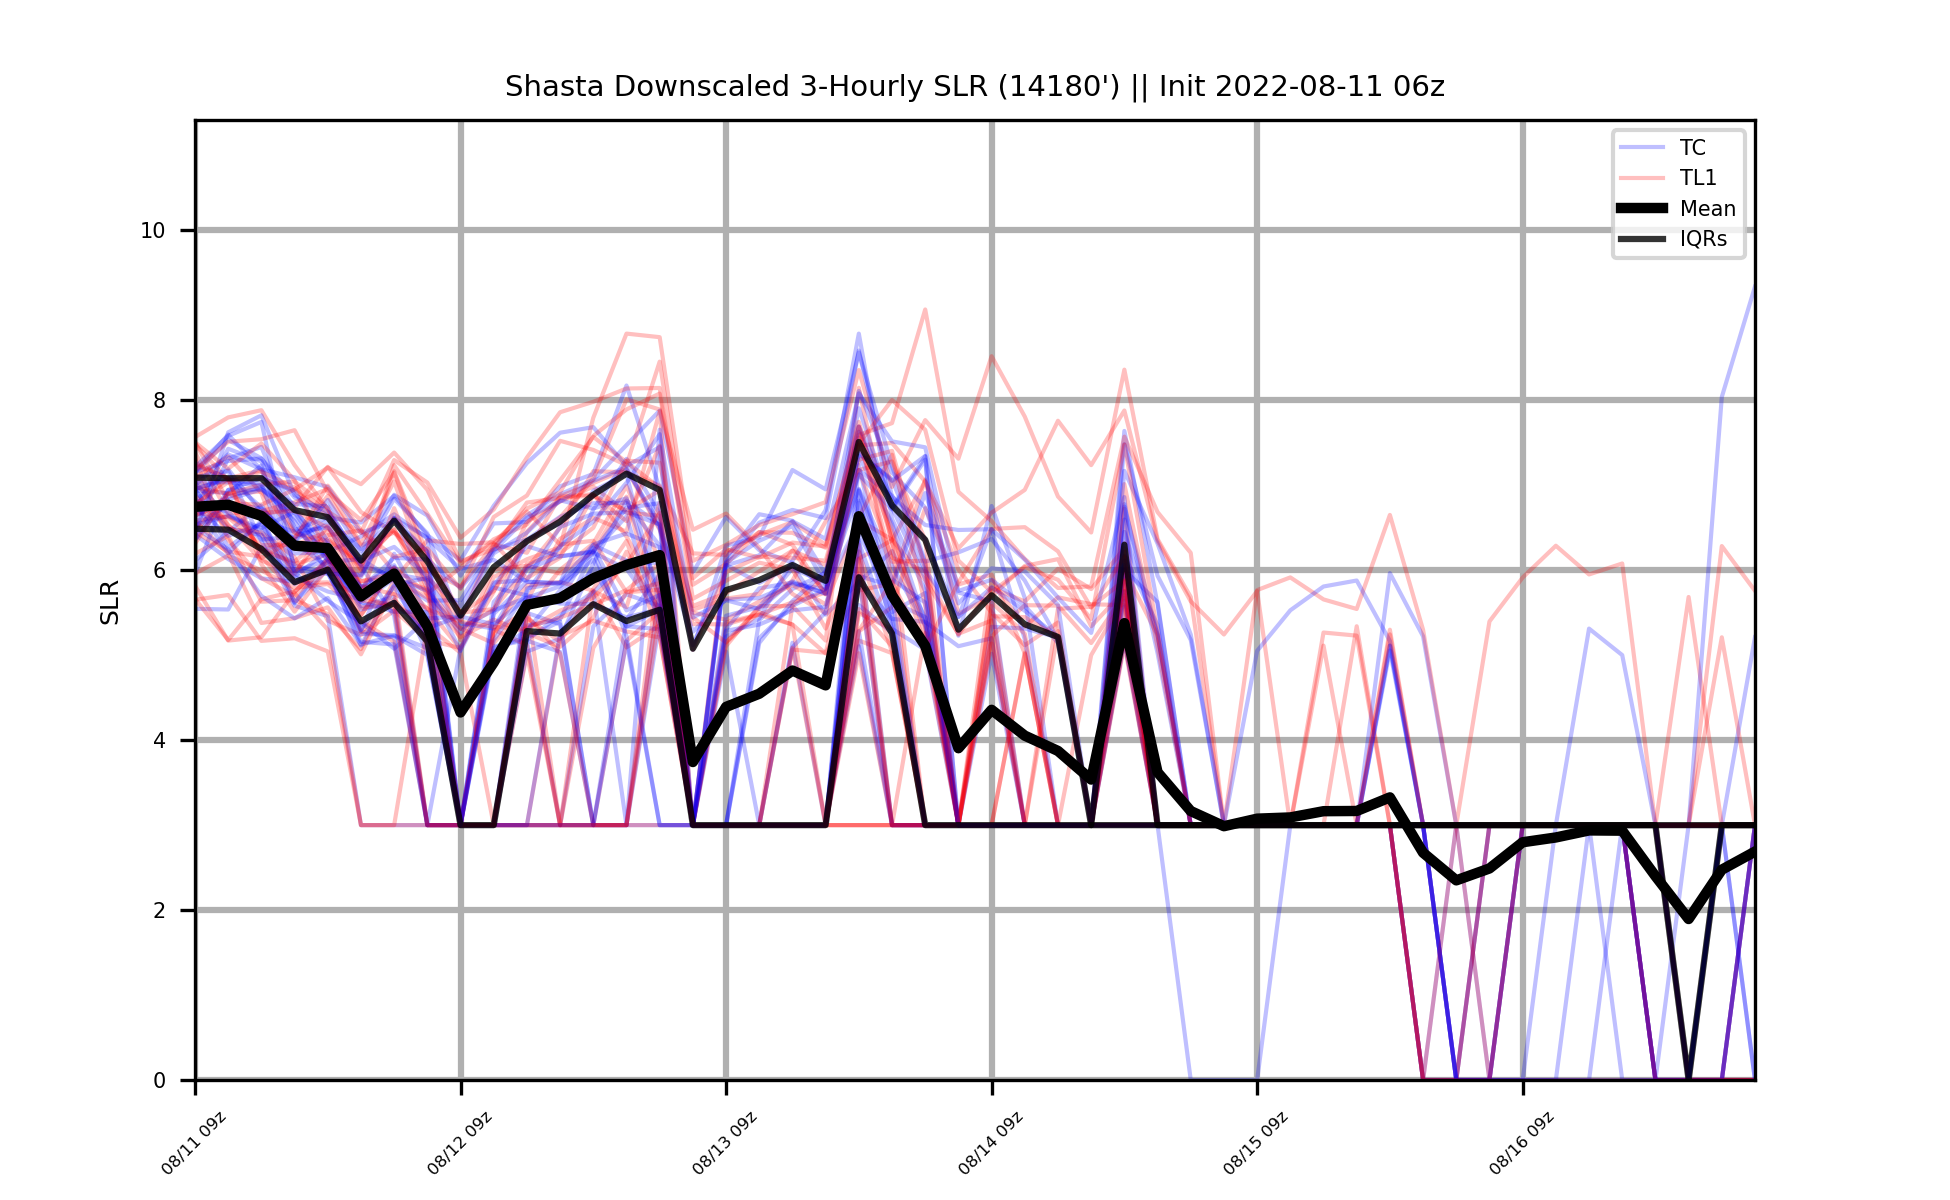 Shasta Downscaled 3-Hourly SLR (14180') || Init 2022-08-11 06z
TC
TL1
Mean
IQRs
10
8
6
4
2
0
SLR
08/11 09z
08/12 09z
08/13 09z
08/14 09z
08/15 09z
08/16 09z